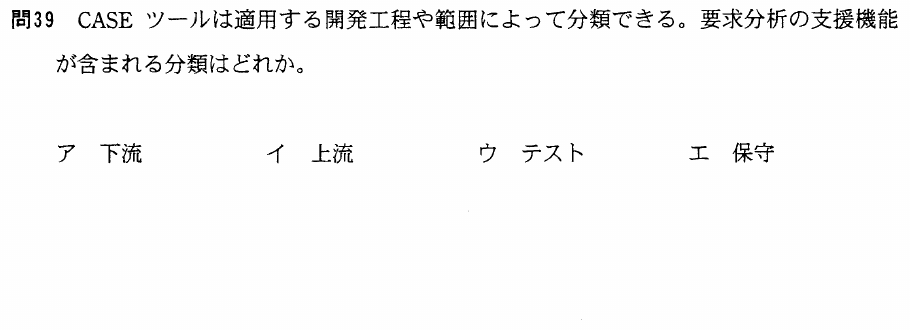 問39 CASE ツールは適用する開発工程や範囲によって分類できる。要求分析の支援機能
が含まれる分類はどれか。
ア 下流 イ 上流 ウ テスト エ 保守